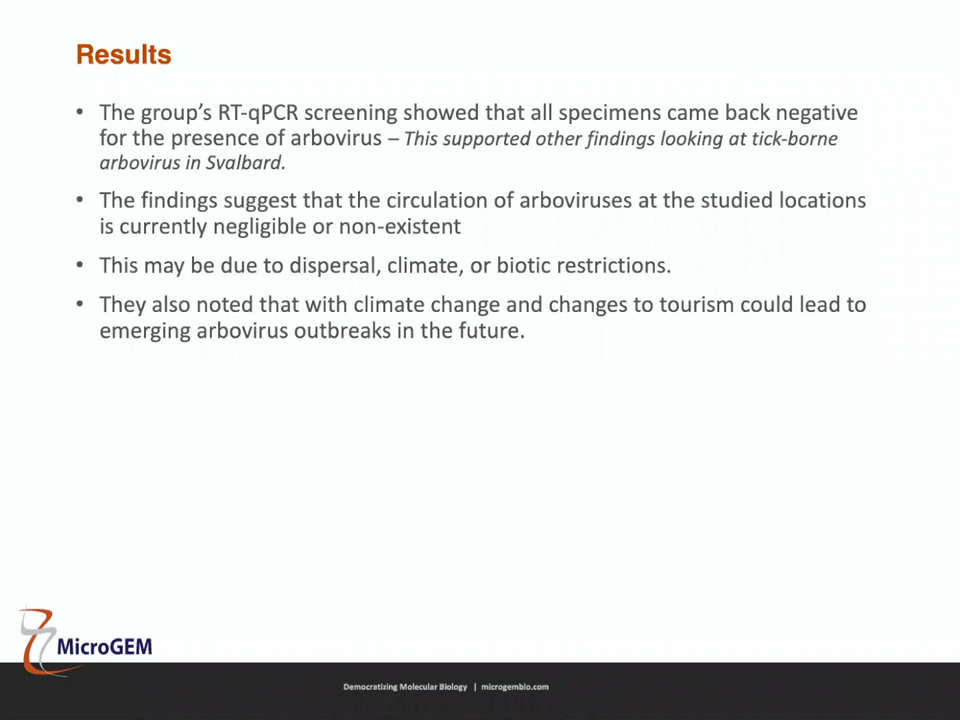 Results
• The group's RT-qPCR screening showed that all specimens came back negative
for the presence of arbovirus – This supported other findings looking at tick-borne
arbovirus in Svalbard.
• The findings suggest that the circulation of arboviruses at the studied locations
is currently negligible or non-existent
• This may be due to dispersal, climate, or biotic restrictions.
• They also noted that with climate change and changes to tourism could lead to
emerging arbovirus outbreaks in the future.
MicroGEM
Democratizing Molecular Biology | microgembio.com